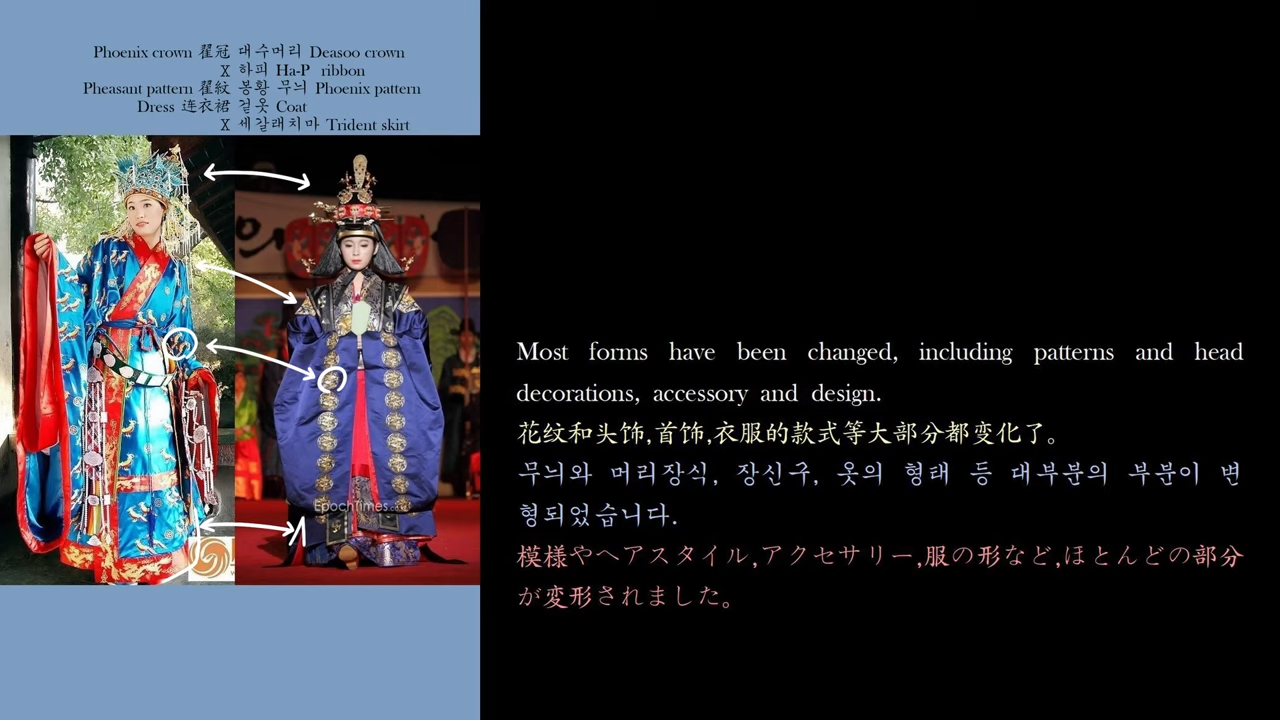 Phoenix crown 翟冠 대수머리 Deasoo crown
X 하피 Ha-P ribbon
Pheasant pattern 翟紋 봉황 무늬 Phoenix pattern
Dress 连衣裙 겉옷 Coat
X 세갈래치마 Trident skirt
EpochTimes
Most forms have been changed, including patterns and head
decorations, accessory and design.
花纹和头饰,首饰,衣服的款式等大部分都变化了。
무늬와 머리장식, 장신구, 옷의 형태 등 대부분의 부분이 변
형되었습니다.
模様やヘアスタイル,アクセサリー,服の形など,ほとんどの部分
が変形されました。